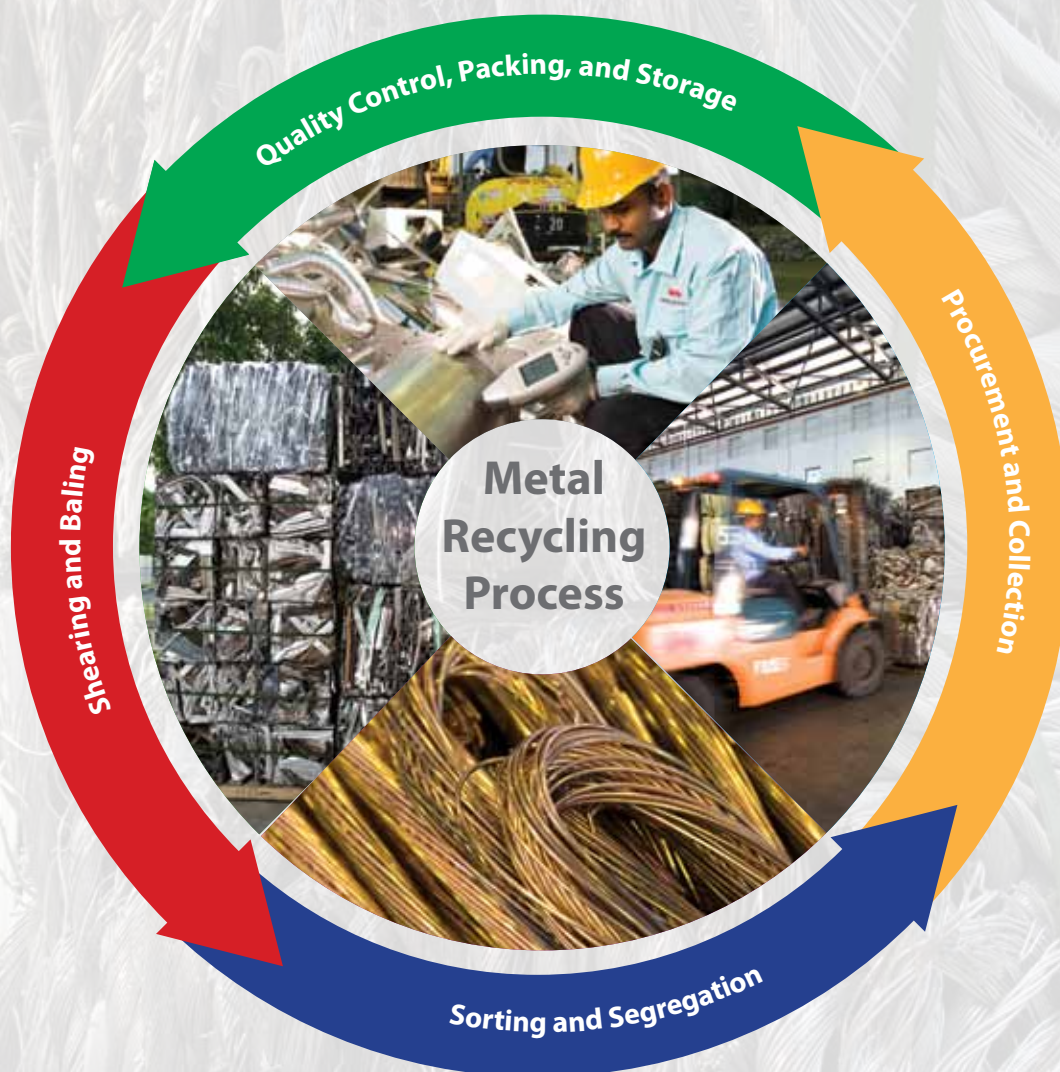 Quality Control, Packing, and Storage
Procurement and Collection
Metal
Recycling
Process
Shearing and Baling
Sorting and Segregation